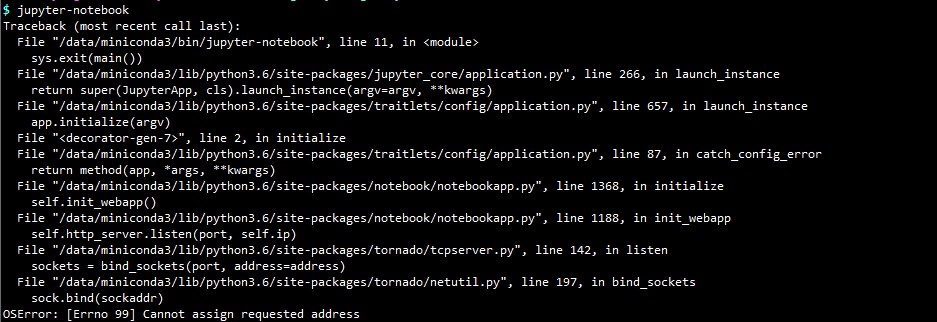 $ jupyter-notebook
Traceback (most recent call last):
  File "/data/miniconda3/bin/jupyter-notebook", line 11, in <module>
    sys.exit(main())
  File "/data/miniconda3/lib/python3.6/site-packages/jupyter_core/application.py", line 266, in launch_instance
    return super(JupyterApp, cls).launch_instance(argv=argv, **kwargs)
  File "/data/miniconda3/lib/python3.6/site-packages/traitlets/config/application.py", line 657, in launch_instance
    app.initialize(argv)
  File "<decorator-gen-7>", line 2, in initialize
  File "/data/miniconda3/lib/python3.6/site-packages/traitlets/config/application.py", line 87, in catch_config_error
    return method(app, *args, **kwargs)
  File "/data/miniconda3/lib/python3.6/site-packages/notebook/notebookapp.py", line 1368, in initialize
    self.init_webapp()
  File "/data/miniconda3/lib/python3.6/site-packages/notebook/notebookapp.py", line 1188, in init_webapp
    self.http_server.listen(port, self.ip)
  File "/data/miniconda3/lib/python3.6/site-packages/tornado/tcpserver.py", line 142, in listen
    sockets = bind_sockets(port, address=address)
  File "/data/miniconda3/lib/python3.6/site-packages/tornado/netutil.py", line 197, in bind_sockets
    sock.bind(sockaddr)
OSError: [Errno 99] Cannot assign requested address